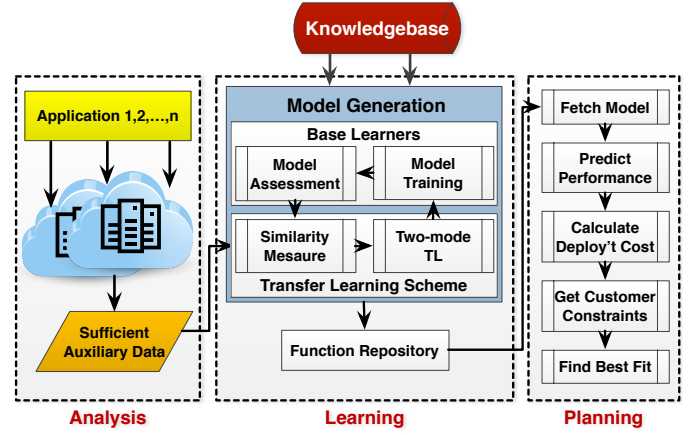 Knowledgebase
Application 1,2,...,n
Sufficient
Auxiliary Data
Analysis
Model Generation
Base Learners
Model
Assessment
Model
Training
Similarity
Mesaure
Two-mode
TL
Transfer Learning Scheme
Function Repository
Learning
Fetch Model
Predict
Performance
Calculate
Deploy't Cost
Get Customer
Constraints
Find Best Fit
Planning